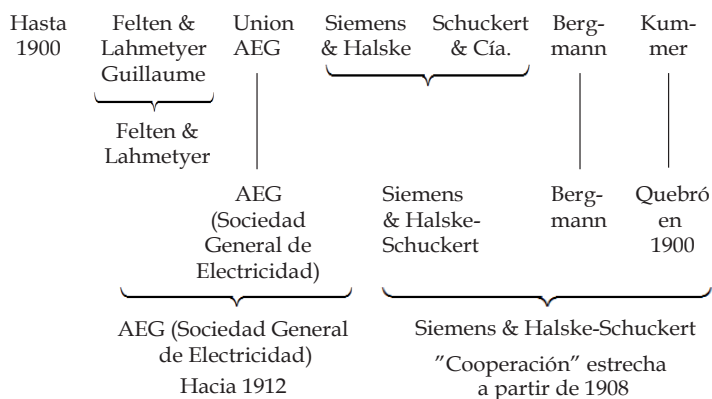 Hasta Felten & Union Siemens Schuckert Berg- Kum-
1900 Lahmetyer AEG & Halske & Cía. mann mer
Guillaume
Felten &
Lahmetyer
AEG Siemens Berg- Quebró
(Sociedad & Halske- mann en
General de Schuckert 1900
Electricidad)
AEG (Sociedad General Siemens & Halske-Schuckert
de Electricidad) ”Cooperación” estrecha
Hacia 1912 a partir de 1908